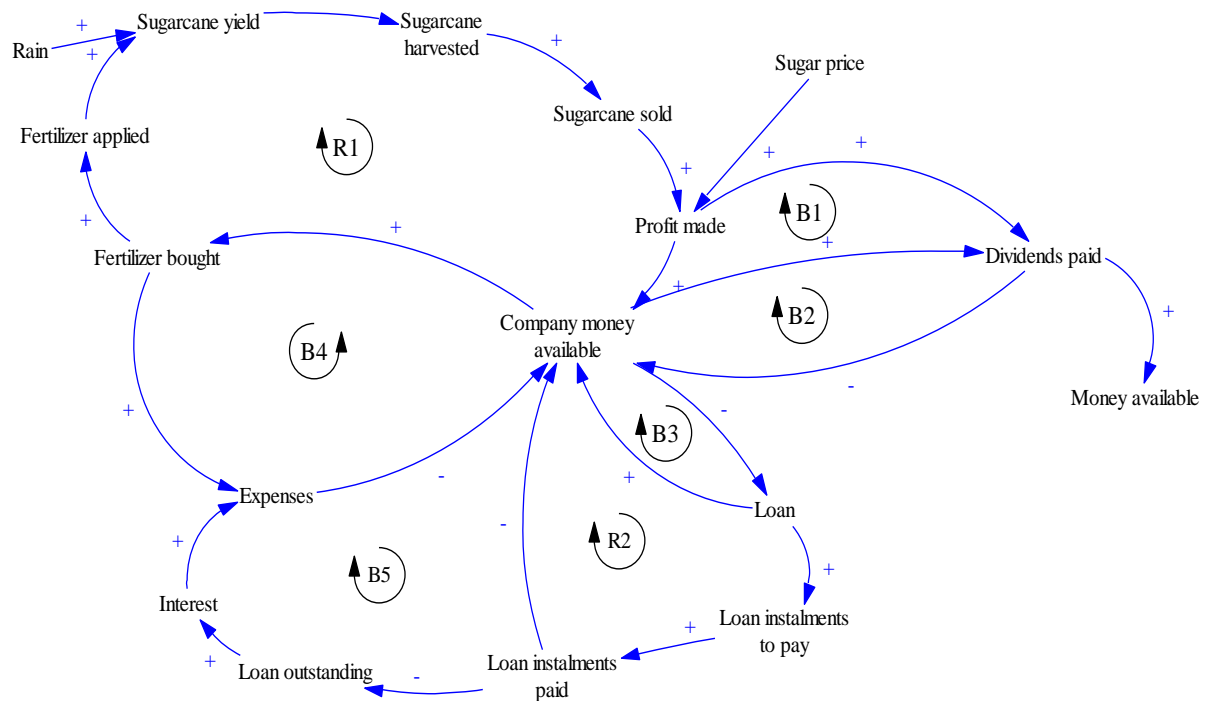 +
Sugarcane yield
Sugarcane
harvested
Rain
+
+
Sugar price
Sugarcane sold
Fertilizer applied
R1
+
+
+
+
B1
Profit made
+
+
Fertilizer bought
+
Dividends paid
+
B2
+
Company money
available
B4
-
Money available
+
-
B3
+
-
Expenses
Loan
-
+
R2
B5
+
Interest
Loan instalments
to pay
+
+
Loan outstanding
-
Loan instalments
paid